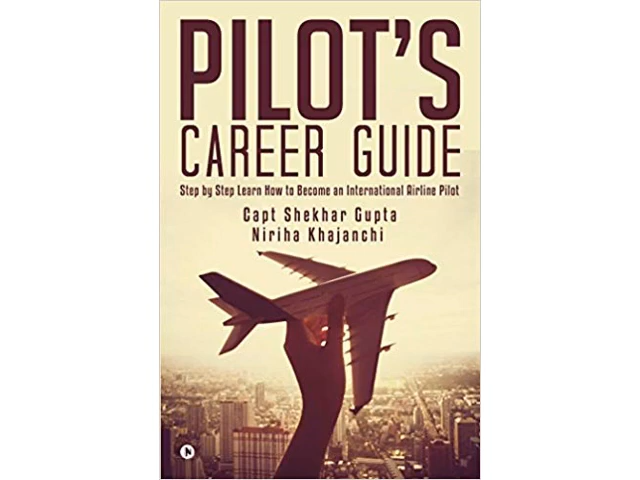 PILOT'S
CAREER GUIDE
Step by Step Learn How to Become an International Airline Pilot
Capt Shekhar Gupta
Niriha Khajanchi
N